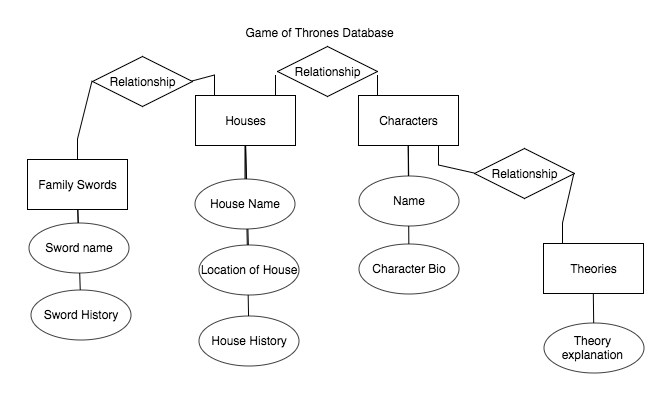 Game of Thrones Database
Relationship
Relationship
Houses
Characters
Relationship
Family Swords
House Name
Name
Sword name
Location of House
Character Bio
Theories
Sword History
House History
Theory
explanation